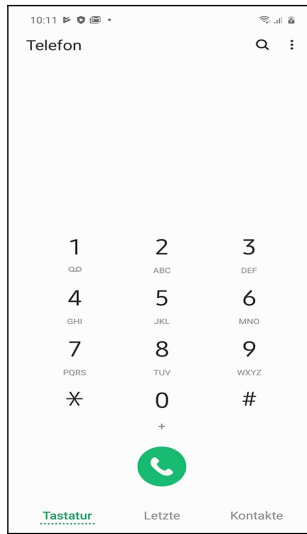 10:11
Telefon
1 2 3
ABC DEF
4 5 6
GHI JKL MNO
7 8 9
PQRS TUV WXYZ
* 0 #
+
Tastatur Letzte Kontakte